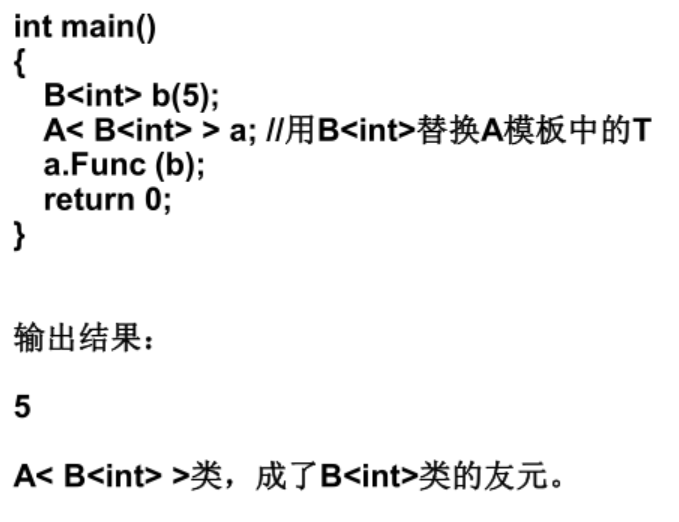 int main()
{
B<int> b(5);
A< B<int> > a; //用B<int>替换A模板中的T
a.Func (b);
return 0;
}
输出结果：
5
A< B<int> >类，成了B<int>类的友元。